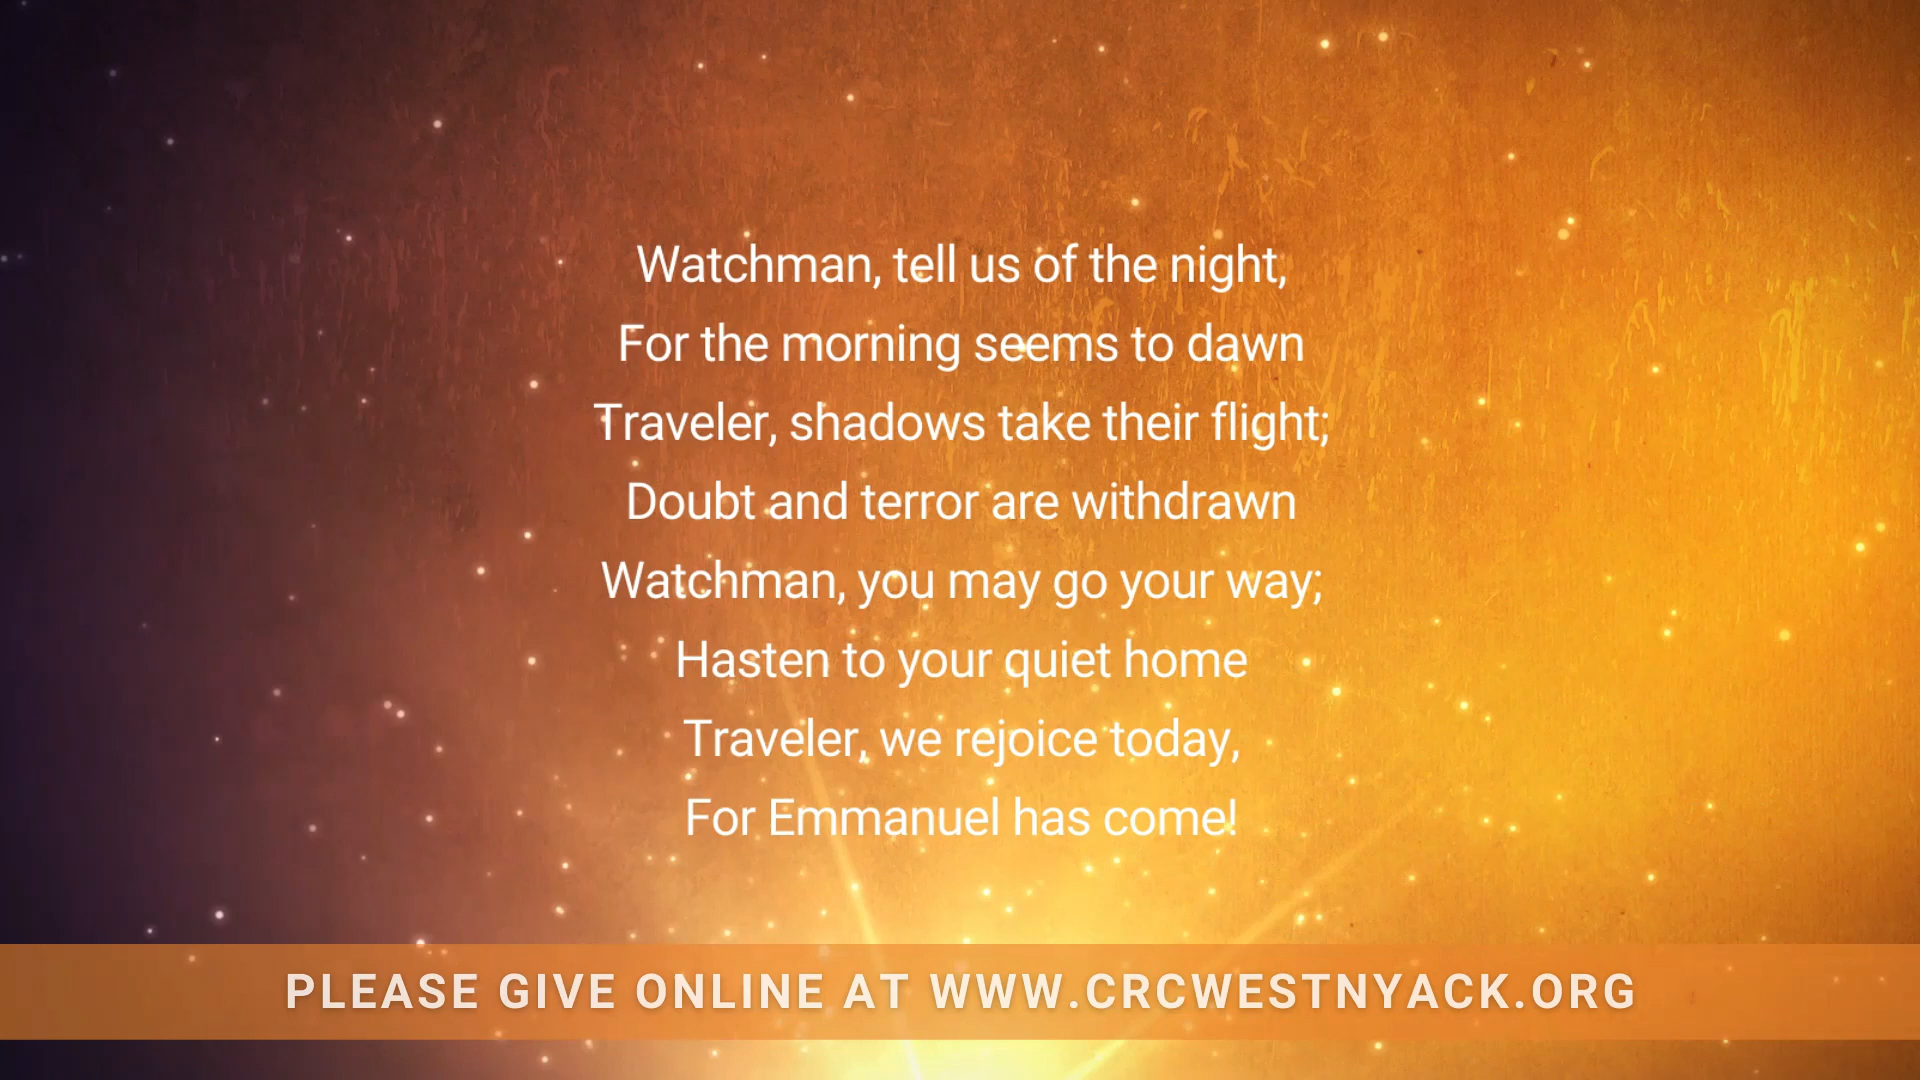 Watchman, tell us of the night,
For the morning seems to dawn
Traveler, shadows take their flight;
Doubt and terror are withdrawn
Watchman, you may go your way;
Hasten to your quiet home
Traveler, we rejoice today,
For Emmanuel has come!
PLEASE GIVE ONLINE AT WWW.CRCWESTNYACK.ORG